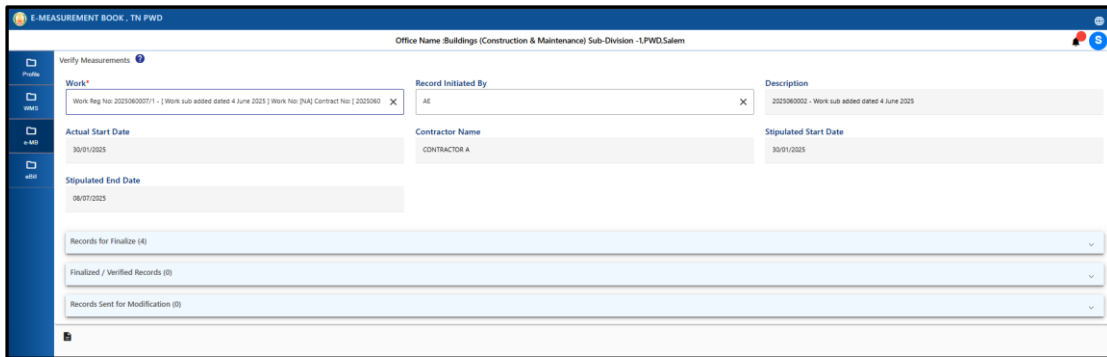 E-MEASUREMENT BOOK , TN PWD
Office Name :Buildings (Construction & Maintenance) Sub-Division -1,PWD,Salem
S
Profile
WMS
e-MB
eBill
Verify Measurements ?
Work*
Work Reg No: 2025060007/1 - [ Work sub added dated 4 June 2025 ] Work No: [NA] Contract No: [ 2025060
Record Initiated By
AE
Description
2025060002 - Work sub added dated 4 June 2025
Actual Start Date
30/01/2025
Contractor Name
CONTRACTOR A
Stipulated Start Date
30/01/2025
Stipulated End Date
08/07/2025
Records for Finalize (4)
Finalized / Verified Records (0)
Records Sent for Modification (0)